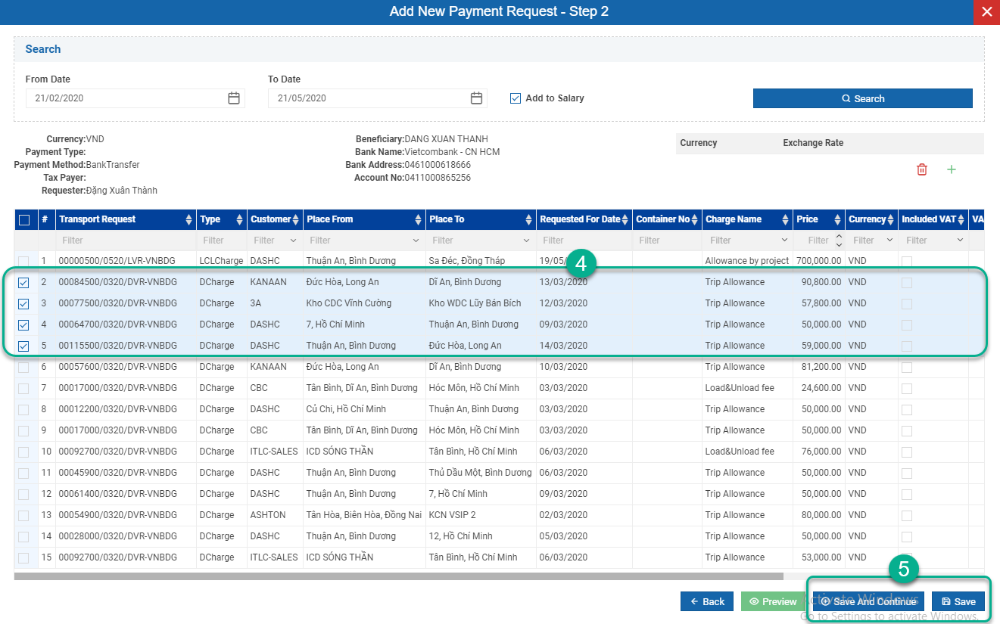 Add New Payment Request - Step 2
Search
From Date To Date
21/02/2020 21/05/2020 Add to Salary Search
Currency:VND Beneficiary:DANG XUAN THANH Currency Exchange Rate
Payment Type: Bank Name:Vietcombank - CN HCM
Payment Method:BankTransfer Bank Address:0461000618666
Tax Payer: Account No:0411000865256
Requester:Đặng Xuân Thành
# Transport Request Type Customer Place From Place To Requested For Date Container No Charge Name Price Currency Included VAT VA
Filter Filter Filter Filter Filter Filter Filter Filter Filter Filter Filter
1 00000500/0520/LVR-VNBDG LCLCharge DASHC Thuận An, Bình Dương Sa Đéc, Đồng Tháp 19/05/ Allowance by project 700,000.00 VND
4
2 00084500/0320/DVR-VNBDG DCharge KANAAN Đức Hòa, Long An Dĩ An, Bình Dương 13/03/2020 Trip Allowance 90,800.00 VND
3 00077500/0320/DVR-VNBDG DCharge 3A Kho CDC Vĩnh Cường Kho WDC Lũy Bán Bích 12/03/2020 Trip Allowance 57,800.00 VND
4 00064700/0320/DVR-VNBDG DCharge DASHC 7, Hồ Chí Minh Thuận An, Bình Dương 09/03/2020 Trip Allowance 50,000.00 VND
5 00115500/0320/DVR-VNBDG DCharge DASHC Thuận An, Bình Dương Đức Hòa, Long An 14/03/2020 Trip Allowance 59,000.00 VND
6 00057600/0320/DVR-VNBDG DCharge KANAAN Đức Hòa, Long An Dĩ An, Bình Dương 10/03/2020 Trip Allowance 81,200.00 VND
7 00017000/0320/DVR-VNBDG DCharge CBC Tân Bình, Dĩ An, Bình Dương Hóc Môn, Hồ Chí Minh 03/03/2020 Load&Unload fee 24,600.00 VND
8 00012200/0320/DVR-VNBDG DCharge DASHC Củ Chi, Hồ Chí Minh Thuận An, Bình Dương 03/03/2020 Trip Allowance 50,000.00 VND
9 00017000/0320/DVR-VNBDG DCharge CBC Tân Bình, Dĩ An, Bình Dương Hóc Môn, Hồ Chí Minh 03/03/2020 Trip Allowance 50,000.00 VND
10 00092700/0320/DVR-VNBDG DCharge ITLC-SALES ICD SÓNG THẦN Tân Bình, Hồ Chí Minh 06/03/2020 Load&Unload fee 76,000.00 VND
11 00045900/0320/DVR-VNBDG DCharge DASHC Thuận An, Bình Dương Thủ Dầu Một, Bình Dương 06/03/2020 Trip Allowance 50,000.00 VND
12 00061400/0320/DVR-VNBDG DCharge DASHC Thuận An, Bình Dương 7, Hồ Chí Minh 09/03/2020 Trip Allowance 50,000.00 VND
13 00054900/0320/DVR-VNBDG DCharge ASHTON Tân Hòa, Biên Hòa, Đồng Nai KCN VSIP 2 02/03/2020 Trip Allowance 80,000.00 VND
14 00028000/0320/DVR-VNBDG DCharge DASHC Thuận An, Bình Dương 12, Hồ Chí Minh 05/03/2020 Trip Allowance 50,000.00 VND
15 00092700/0320/DVR-VNBDG DCharge ITLC-SALES ICD SÓNG THẦN Tân Bình, Hồ Chí Minh 06/03/2020 Trip Allowance 53,000.00 VND
5
Back Preview Save And Continue Save
Activate Windows
Go to Settings to activate Windows.